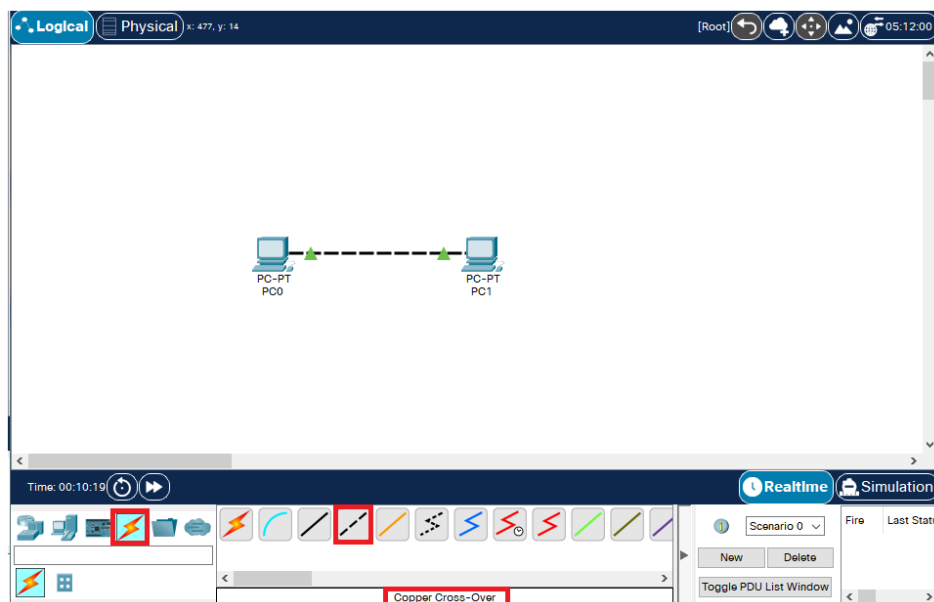 Logical
Physical
x: 477, y: 14
[Root]
05:12:00
PC-PT
PC0
PC-PT
PC1
Time: 00:10:19
Realtime
Simulation
Scenario 0
Fire
Last Statu
New
Delete
Toggle PDU List Window
Copper Cross-Over